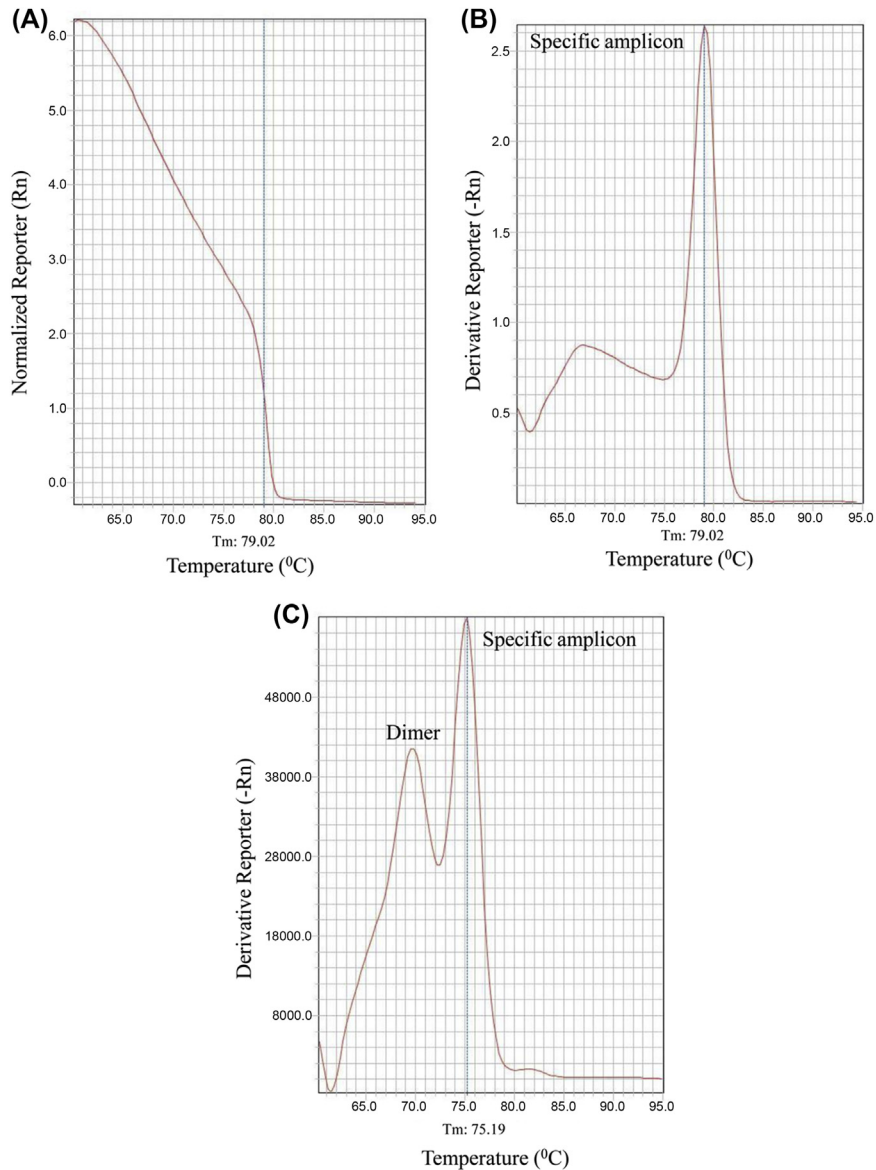 (A)
Normalized Reporter (Rn)
6.0
5.0
4.0
3.0
2.0
1.0
0.0
65.0 70.0 75.0 80.0 85.0 90.0 95.0
Tm: 79.02
Temperature (⁰C)
(B)
Specific amplicon
Derivative Reporter (-Rn)
2.5
2.0
1.5
1.0
0.5
65.0 70.0 75.0 80.0 85.0 90.0 95.0
Tm: 79.02
Temperature (⁰C)
(C)
Specific amplicon
Dimer
Derivative Reporter (-Rn)
48000.0
38000.0
28000.0
18000.0
8000.0
65.0 70.0 75.0 80.0 85.0 90.0 95.0
Tm: 75.19
Temperature (⁰C)